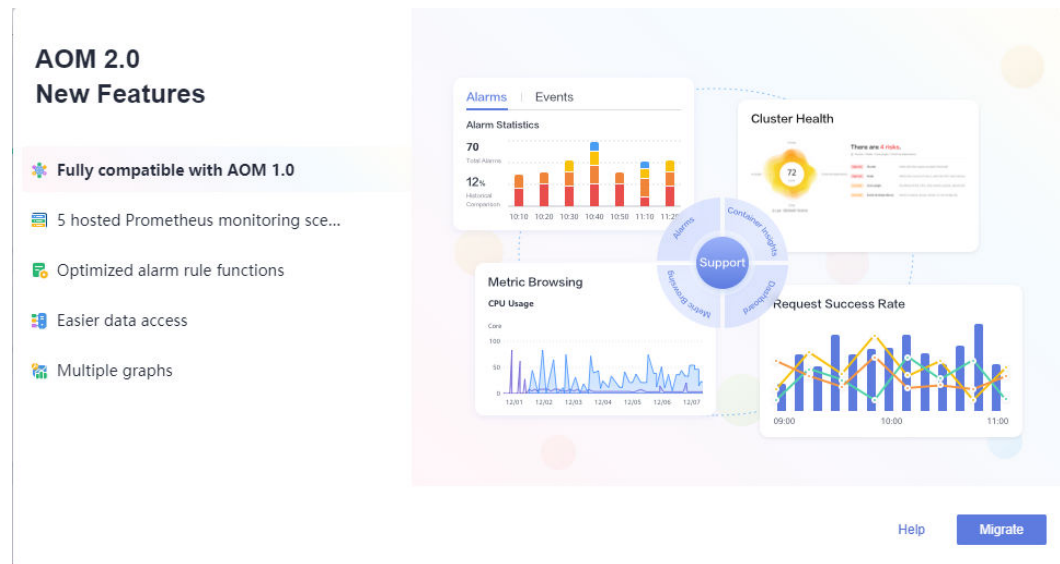 AOM 2.0
New Features
Fully compatible with AOM 1.0
5 hosted Prometheus monitoring sce...
Optimized alarm rule functions
Easier data access
Multiple graphs
Alarms
Events
Alarm Statistics
70
Total Alarms
12%
Historical
Comparison
10:10 10:20 10:30 10:40 10:50 11:10 11:20
Cluster Health
There are 4 risks.
72
Alarms
Container Insights
Support
Metric Browsing
Dashboard
Metric Browsing
CPU Usage
Core
100
50
0
12/01 12/02 12/03 12/04 12/05 12/06 12/07
Request Success Rate
09:00 10:00 11:00
Help
Migrate